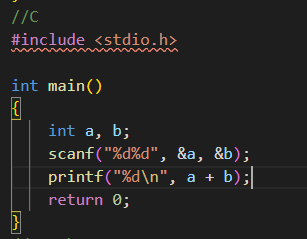 //C
#include <stdio.h>
int main()
{
    int a, b;
    scanf("%d%d", &a, &b);
    printf("%d\n", a + b);
    return 0;
}